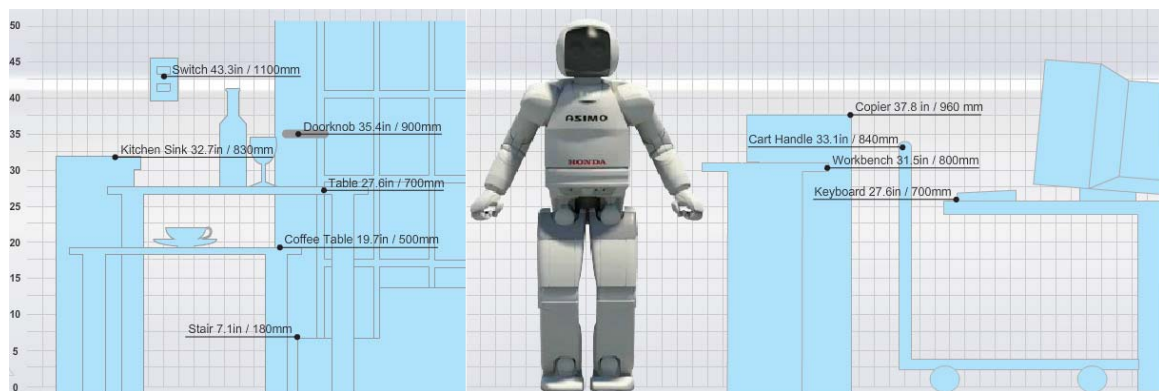 50
45
40
35
30
25
20
15
10
5
0
Switch 43.3in / 1100mm
Doorknob 35.4in / 900mm
Kitchen Sink 32.7in / 830mm
Table 27.6in / 700mm
Coffee Table 19.7in / 500mm
Stair 7.1in / 180mm
ASIMO
HONDA
Copier 37.8 in / 960 mm
Cart Handle 33.1in / 840mm
Workbench 31.5in / 800mm
Keyboard 27.6in / 700mm